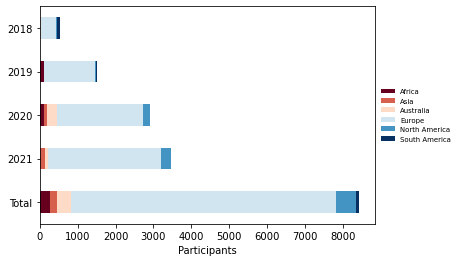 2018
2019
2020
2021
Total
0 1000 2000 3000 4000 5000 6000 7000 8000
Participants
Africa
Asia
Australia
Europe
North America
South America